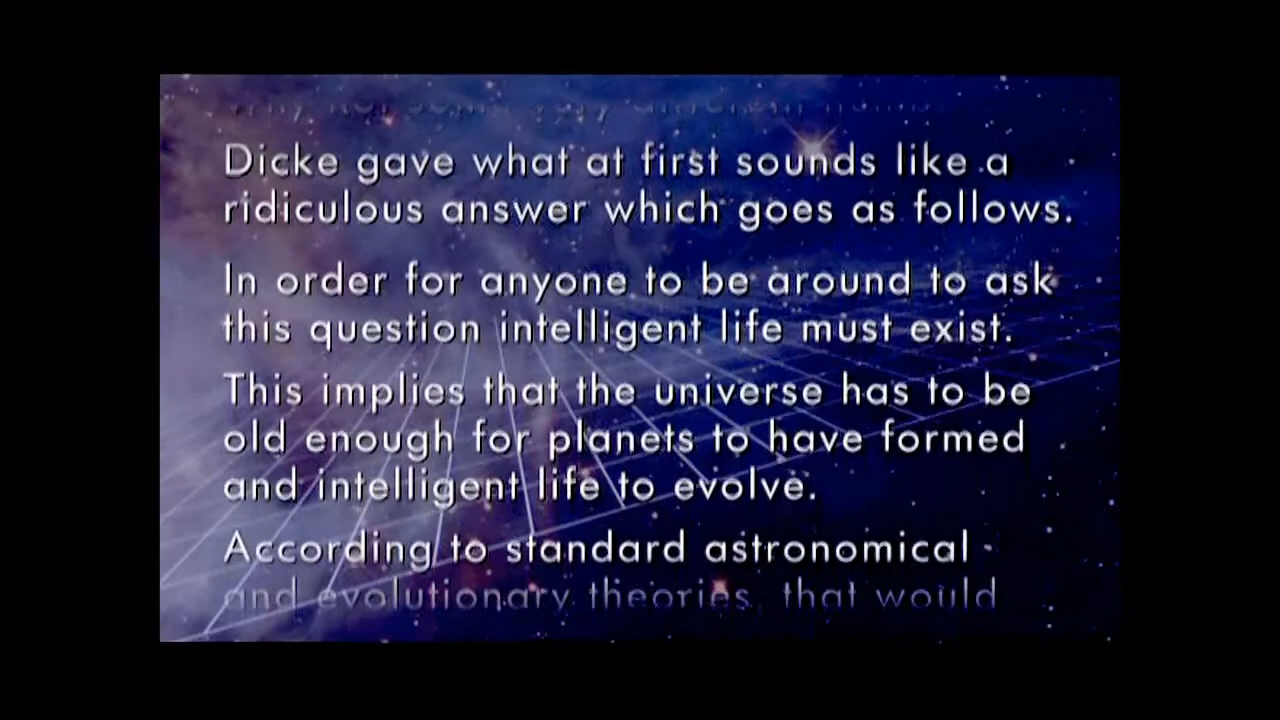 Dicke gave what at first sounds like a
ridiculous answer which goes as follows.
In order for anyone to be around to ask
this question intelligent life must exist.
This implies that the universe has to be
old enough for planets to have formed
and intelligent life to evolve.
According to standard astronomical
and evolutionary theories, that would